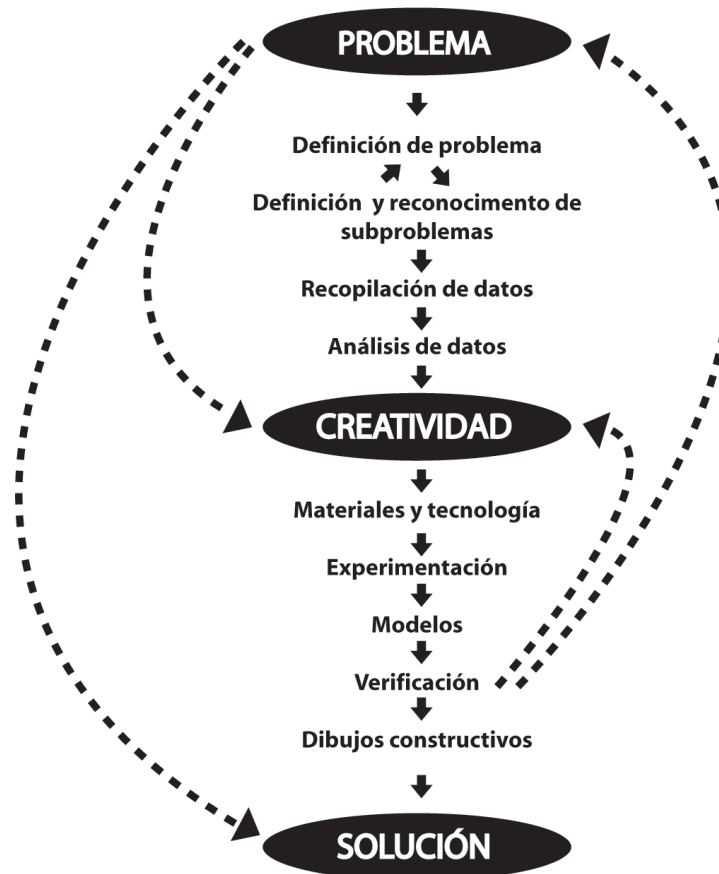 PROBLEMA
Definición de problema
Definición y reconocimento de
subproblemas
Recopilación de datos
Análisis de datos
CREATIVIDAD
Materiales y tecnología
Experimentación
Modelos
Verificación
Dibujos constructivos
SOLUCIÓN